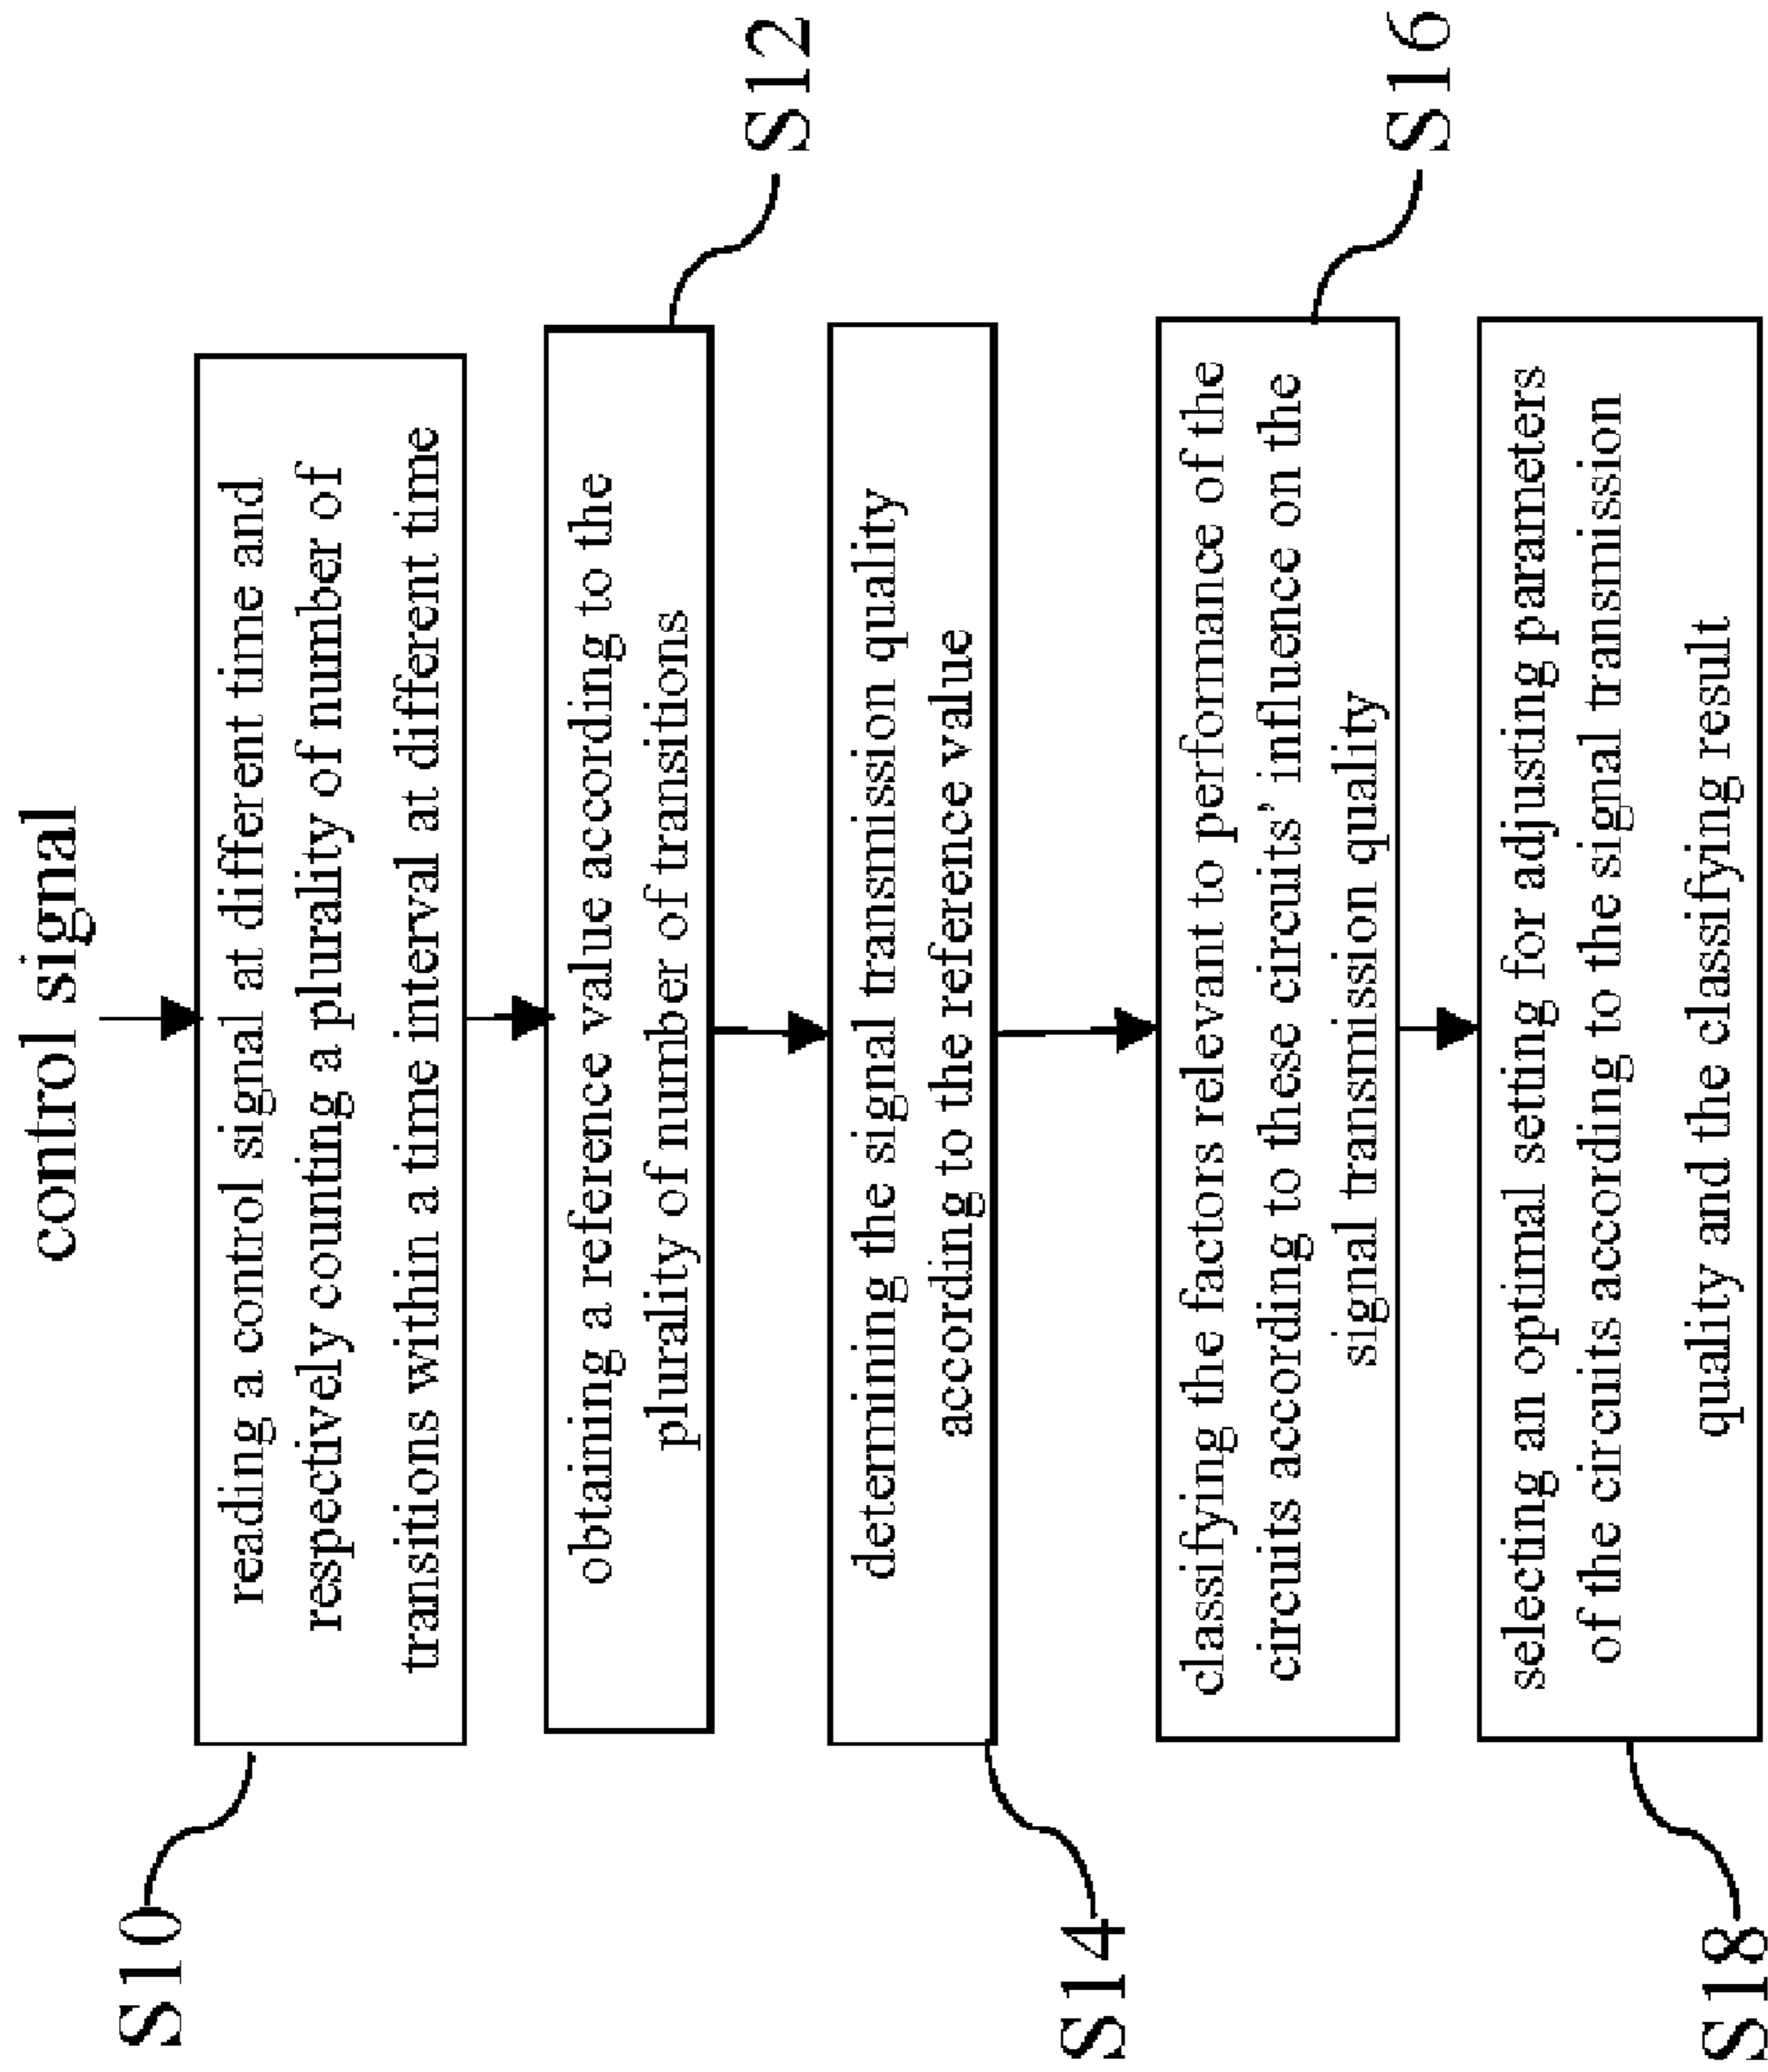 control signal
S10
reading a control signal at different time and
respectively counting a plurality of number of
transitions within a time interval at different time
obtaining a reference value according to the
plurality of number of transitions
S12
S14
determining the signal transmission quality
according to the reference value
classifying the factors relevant to performance of the
circuits according to these circuits' influence on the
signal transmission quality
S16
S18
selecting an optimal setting for adjusting parameters
of the circuits according to the signal transmission
quality and the classifying result